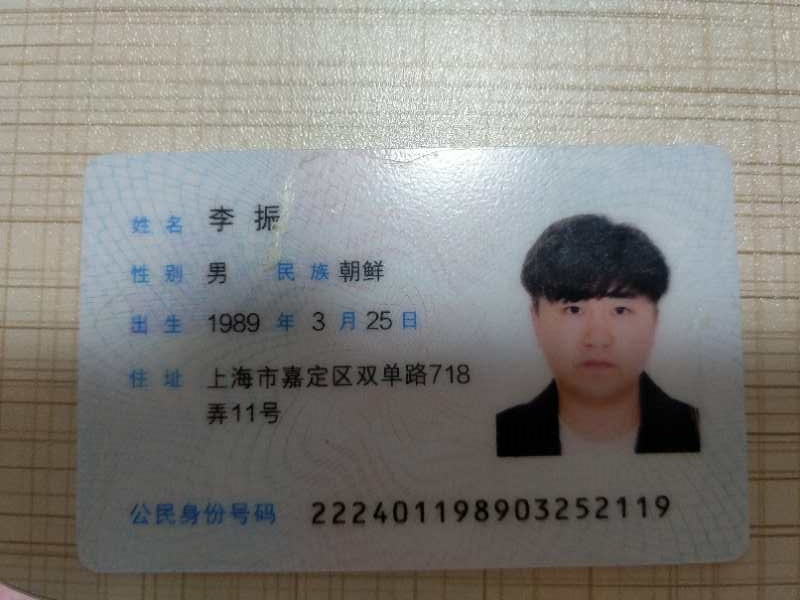 姓名 李振
性别 男 民族 朝鲜
出生 1989 年 3 月 25 日
住址 上海市嘉定区双单路718
弄11号
公民身份号码 222401198903252119